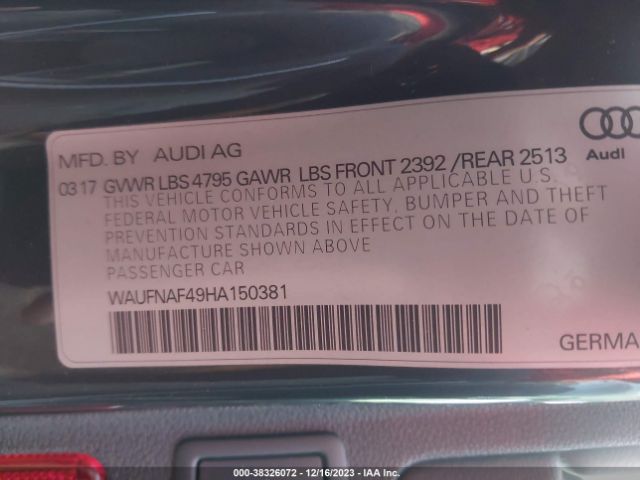 MFD. BY AUDI AG
Audi
03 17 GVWR LBS 4795 GAWR LBS FRONT 2392 /REAR 2513
THIS VEHICLE CONFORMS TO ALL APPLICABLE U.S.
FEDERAL MOTOR VEHICLE SAFETY, BUMPER AND THEFT
PREVENTION STANDARDS IN EFFECT ON THE DATE OF
MANUFACTURE SHOWN ABOVE
PASSENGER CAR
WAUFNAF49HA150381
GERMA
000-38326072 - 12/16/2023 - IAA Inc.